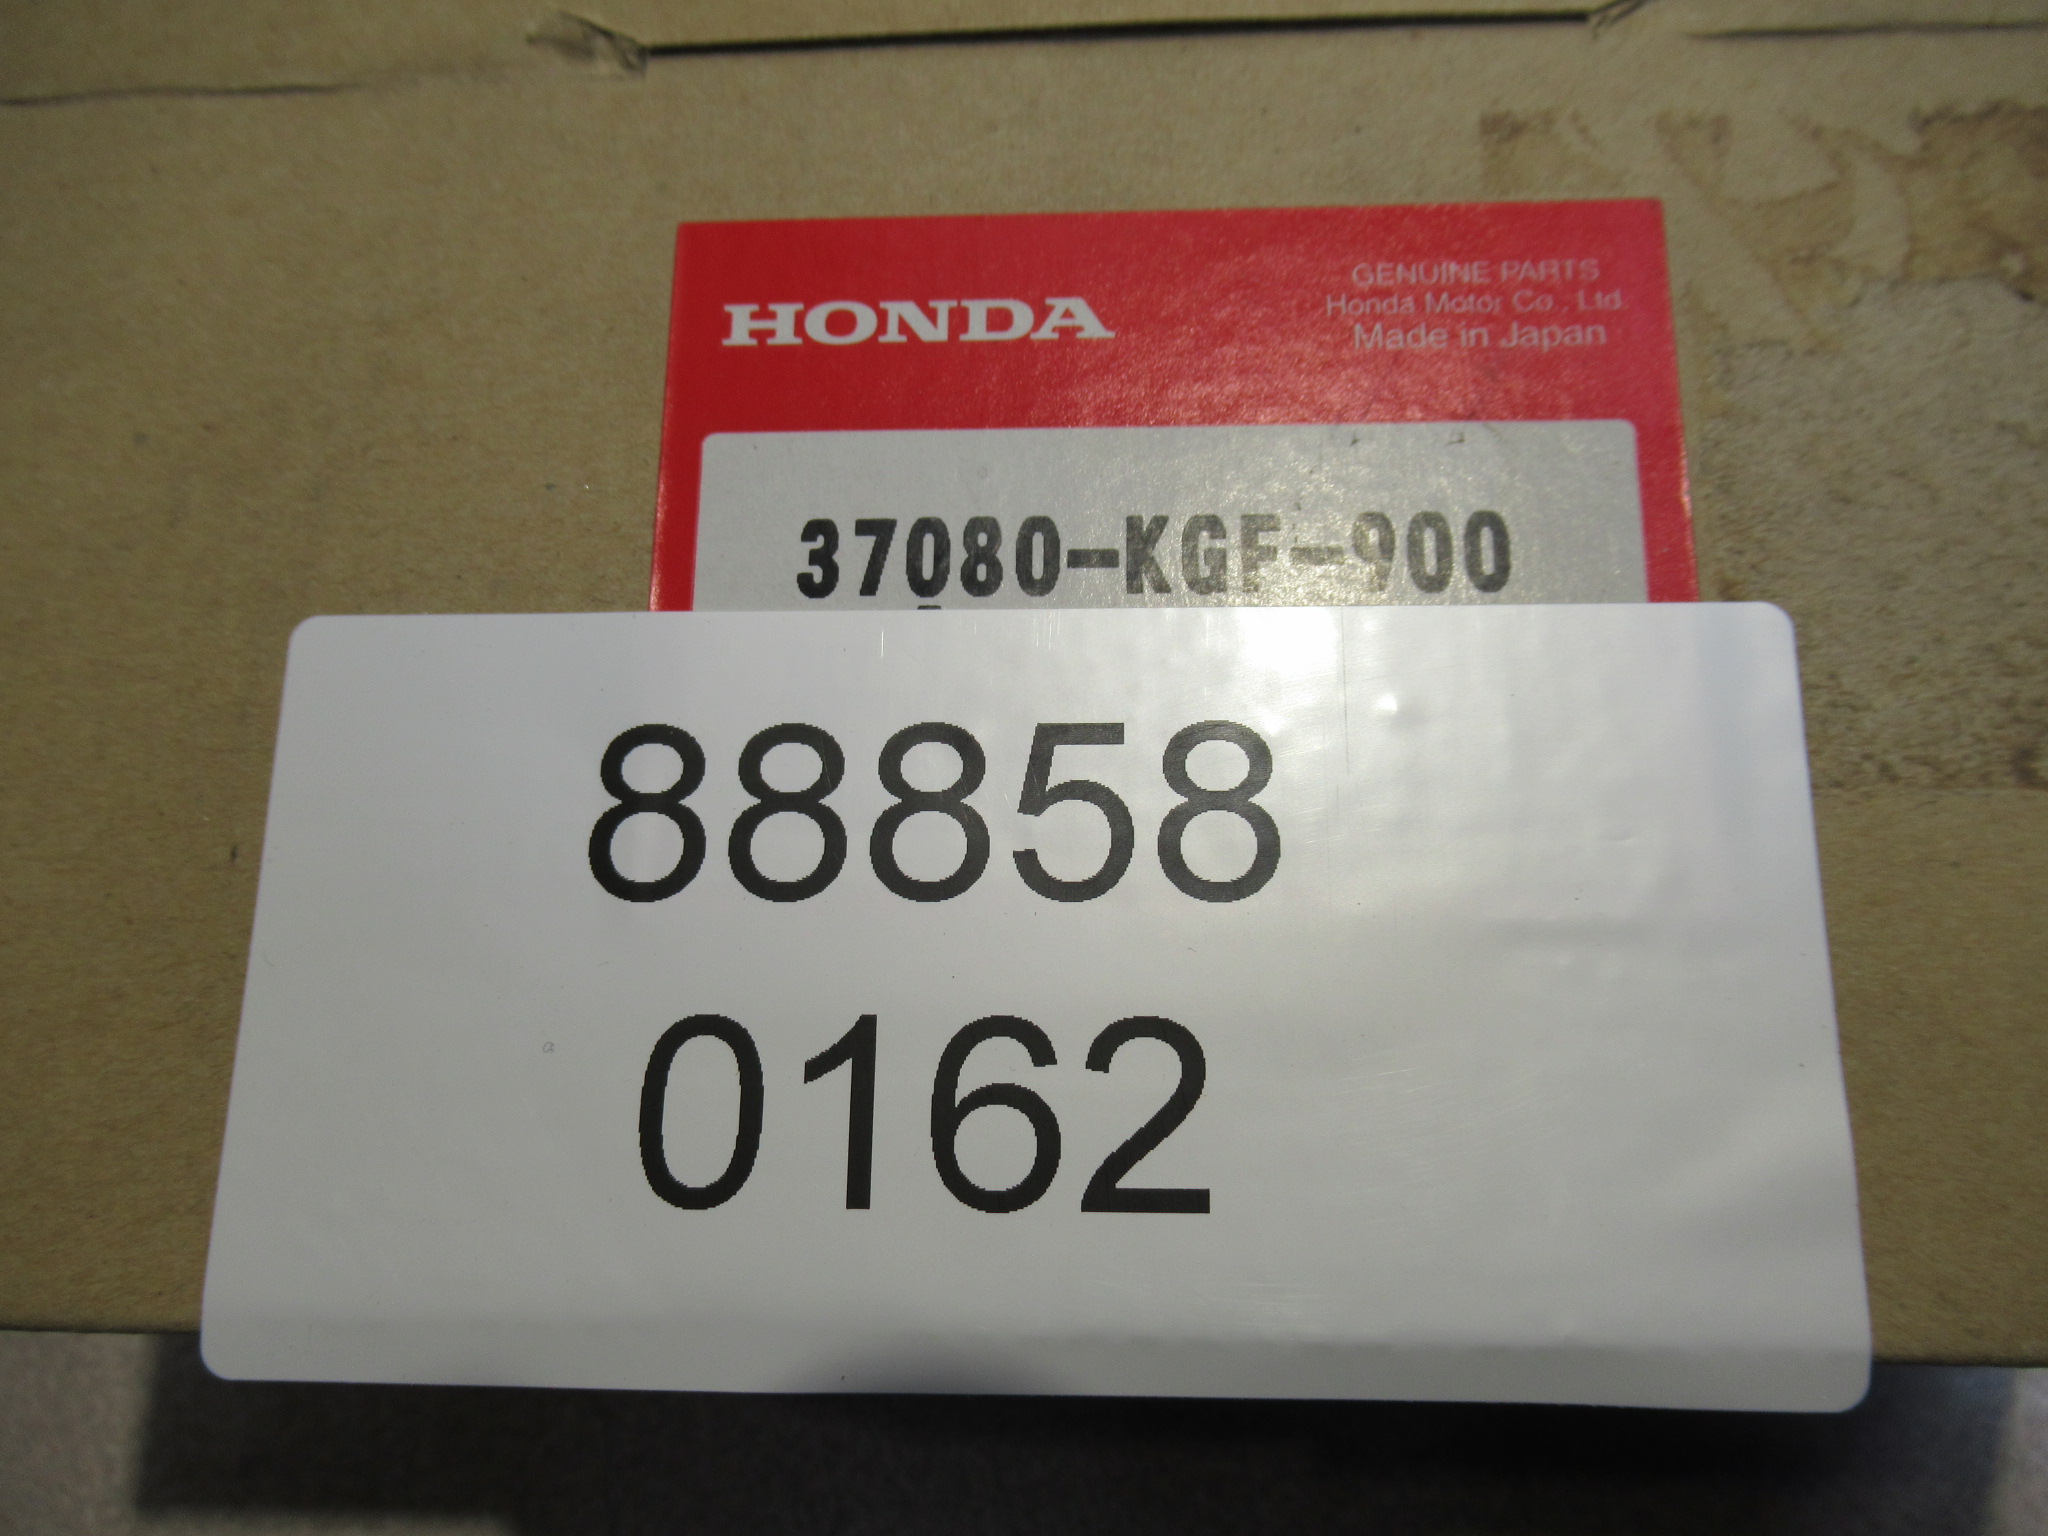 HONDA
GENUINE PARTS
Honda Motor Co., Ltd.
Made in Japan
37080-KGF-900
88858
0162